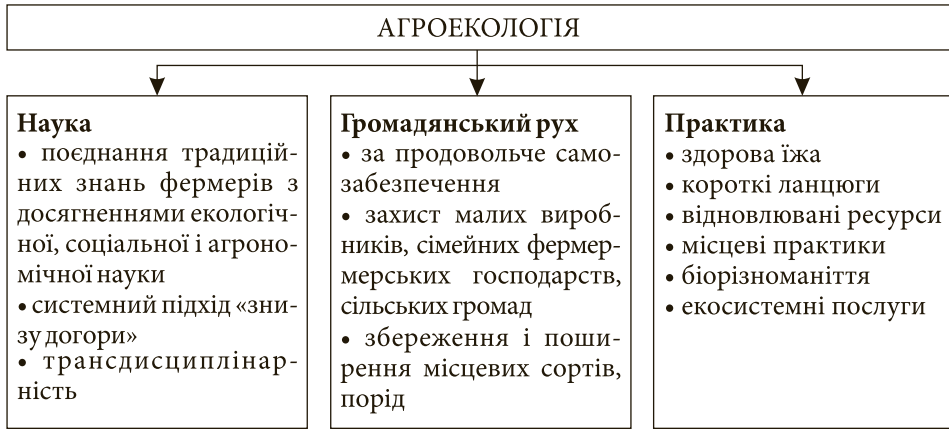 АГРОЕКОЛОГІЯ
Наука
• поєднання традицій-
них знань фермерів з
досягненнями екологіч-
ної, соціальної і агроно-
мічної науки
• системний підхід «зни-
зу догори»
• трансдисциплінар-
ність
Громадянський рух
• за продовольче само-
забезпечення
• захист малих вироб-
ників, сімейних фермер-
мерських господарств,
сільських громад
• збереження і поши-
рення місцевих сортів,
порід
Практика
• здорова їжа
• короткі ланцюги
• відновлювані ресурси
• місцеві практики
• біорізноманіття
• екосистемні послуги